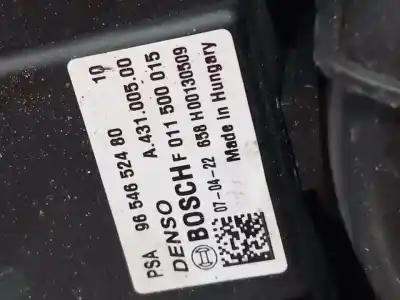 PSA 96 546 524 80 10
DENSO A.431.005.00
BOSCH F 011 500 015
07-04-22 658 H00130509
Made in Hungary